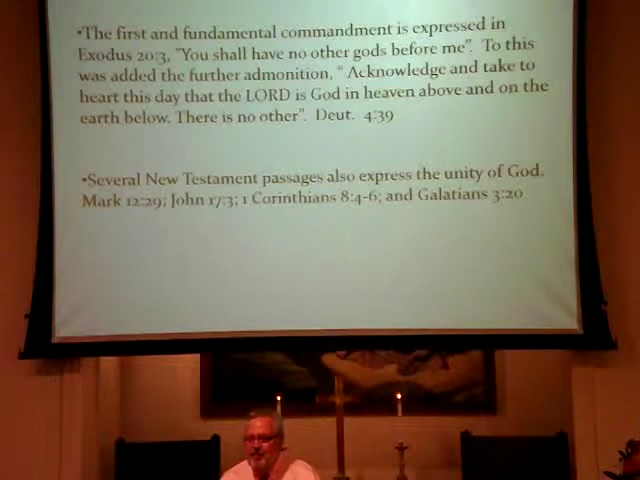 •The first and fundamental commandment is expressed in
Exodus 20:3, "You shall have no other gods before me". To this
was added the further admonition, " Acknowledge and take to
heart this day that the LORD is God in heaven above and on the
earth below. There is no other". Deut. 4:39
•Several New Testament passages also express the unity of God.
Mark 12:29; John 17:3; 1 Corinthians 8:4-6; and Galatians 3:20